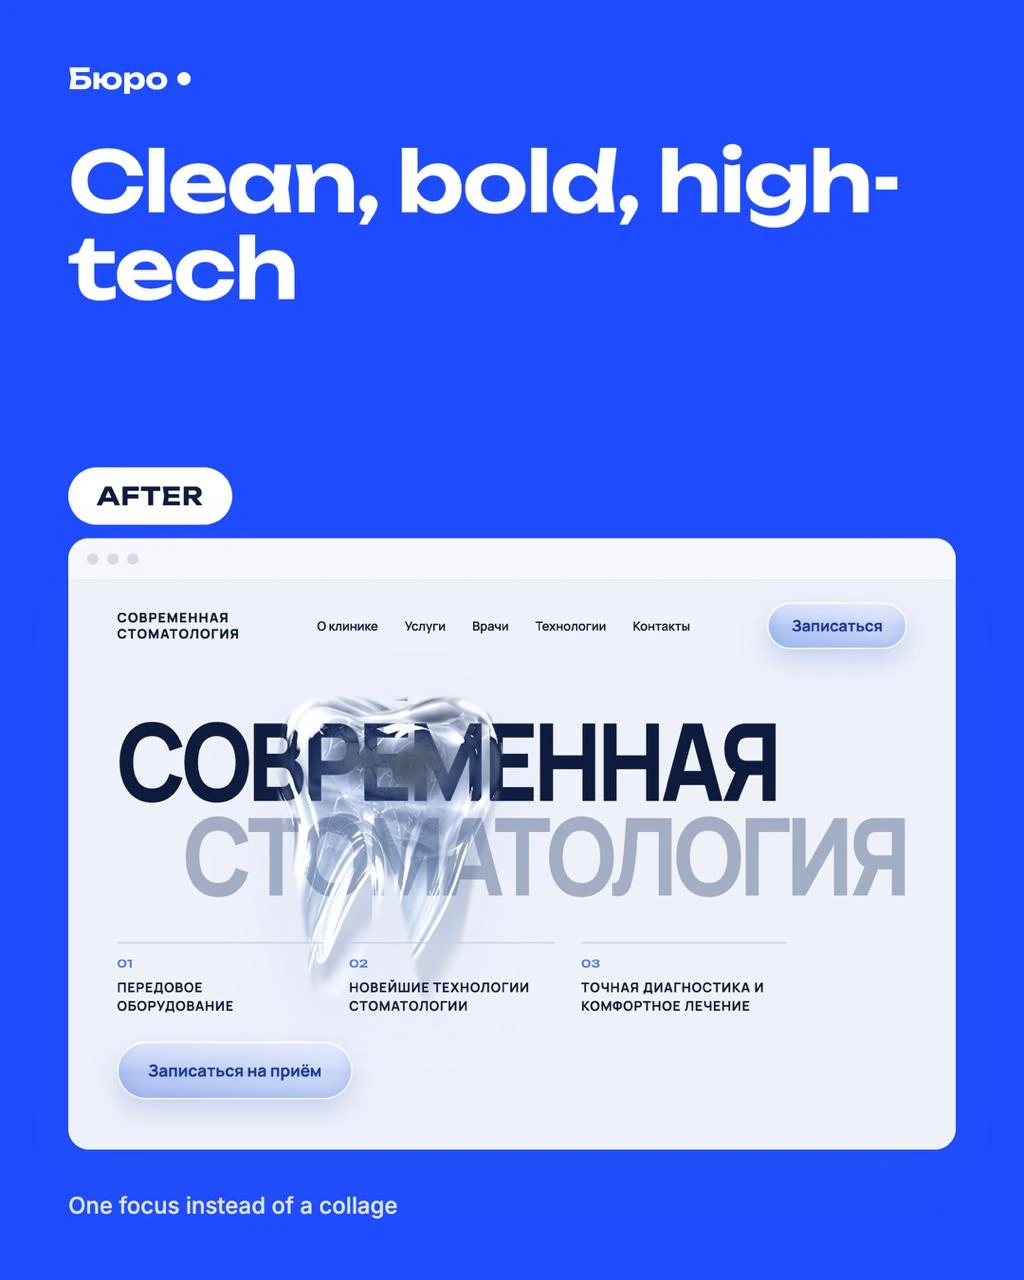 Бюро
Clean, bold, high-
tech
AFTER
СОВРЕМЕННАЯ
СТОМАТОЛОГИЯ
О клинике Услуги Врачи Технологии Контакты
Записаться
СОВРЕМЕННАЯ
СТОМАТОЛОГИЯ
01
ПЕРЕДОВОЕ
ОБОРУДОВАНИЕ
02
НОВЕЙШИЕ ТЕХНОЛОГИИ
СТОМАТОЛОГИИ
03
ТОЧНАЯ ДИАГНОСТИКА И
КОМФОРТНОЕ ЛЕЧЕНИЕ
Записаться на приём
One focus instead of a collage